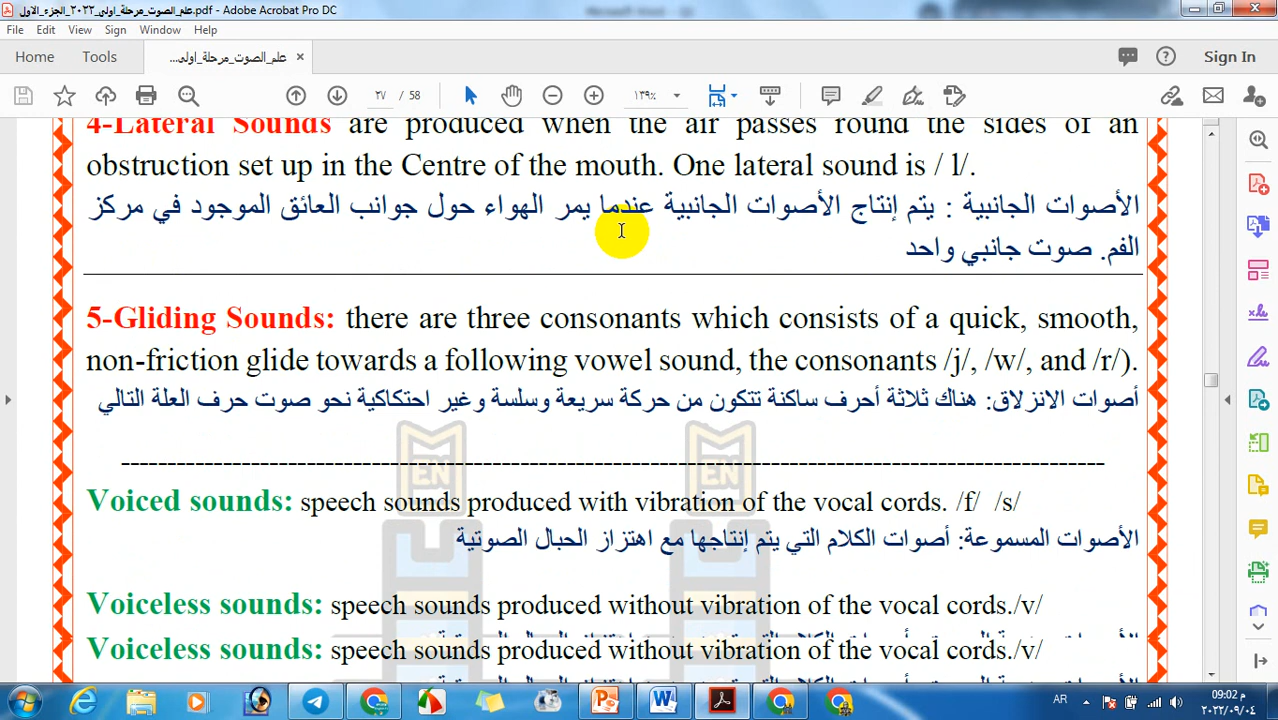 علم_الصوت_مرحلة_اولى_٢٠٢٢_الجزء_الاول.pdf - Adobe Acrobat Pro DC
File Edit View Sign Window Help
Home Tools علم_الصوت_مرحلة_اولى_٢٠٢٢... × Sign In
٢٧ / 58 ١٣٩%
4-Lateral Sounds are produced when the air passes round the sides of an
obstruction set up in the Centre of the mouth. One lateral sound is / l/.
الأصوات الجانبية : يتم إنتاج الأصوات الجانبية عندما يمر الهواء حول جوانب العائق الموجود في مركز
الفم. صوت جانبي واحد
5-Gliding Sounds: there are three consonants which consists of a quick, smooth,
non-friction glide towards a following vowel sound, the consonants /j/, /w/, and /r/).
أصوات الانزلاق: هناك ثلاثة أحرف ساكنة تتكون من حركة سريعة وسلسة وغير احتكاكية نحو صوت حرف العلة التالي
Voiced sounds: speech sounds produced with vibration of the vocal cords. /f/ /s/
الأصوات المسموعة: أصوات الكلام التي يتم إنتاجها مع اهتزاز الحبال الصوتية
Voiceless sounds: speech sounds produced without vibration of the vocal cords./v/
Voiceless sounds: speech sounds produced without vibration of the vocal cords./v/
EN EN
AR
09:02 م
٢٠٢٢/٠٩/٠٤